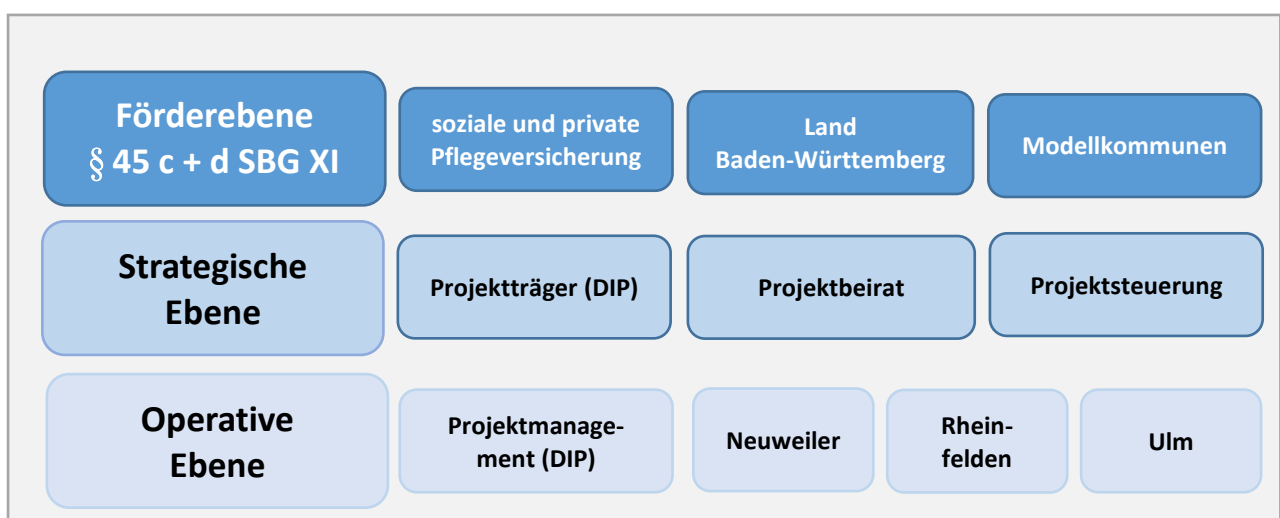 Förderebene
§ 45 c + d SBG XI
soziale und private
Pflegeversicherung
Land
Baden-Württemberg
Modellkommunen
Strategische
Ebene
Projektträger (DIP)
Projektbeirat
Projektsteuerung
Operative
Ebene
Projektmanage-
ment (DIP)
Neuweiler
Rhein-
felden
Ulm